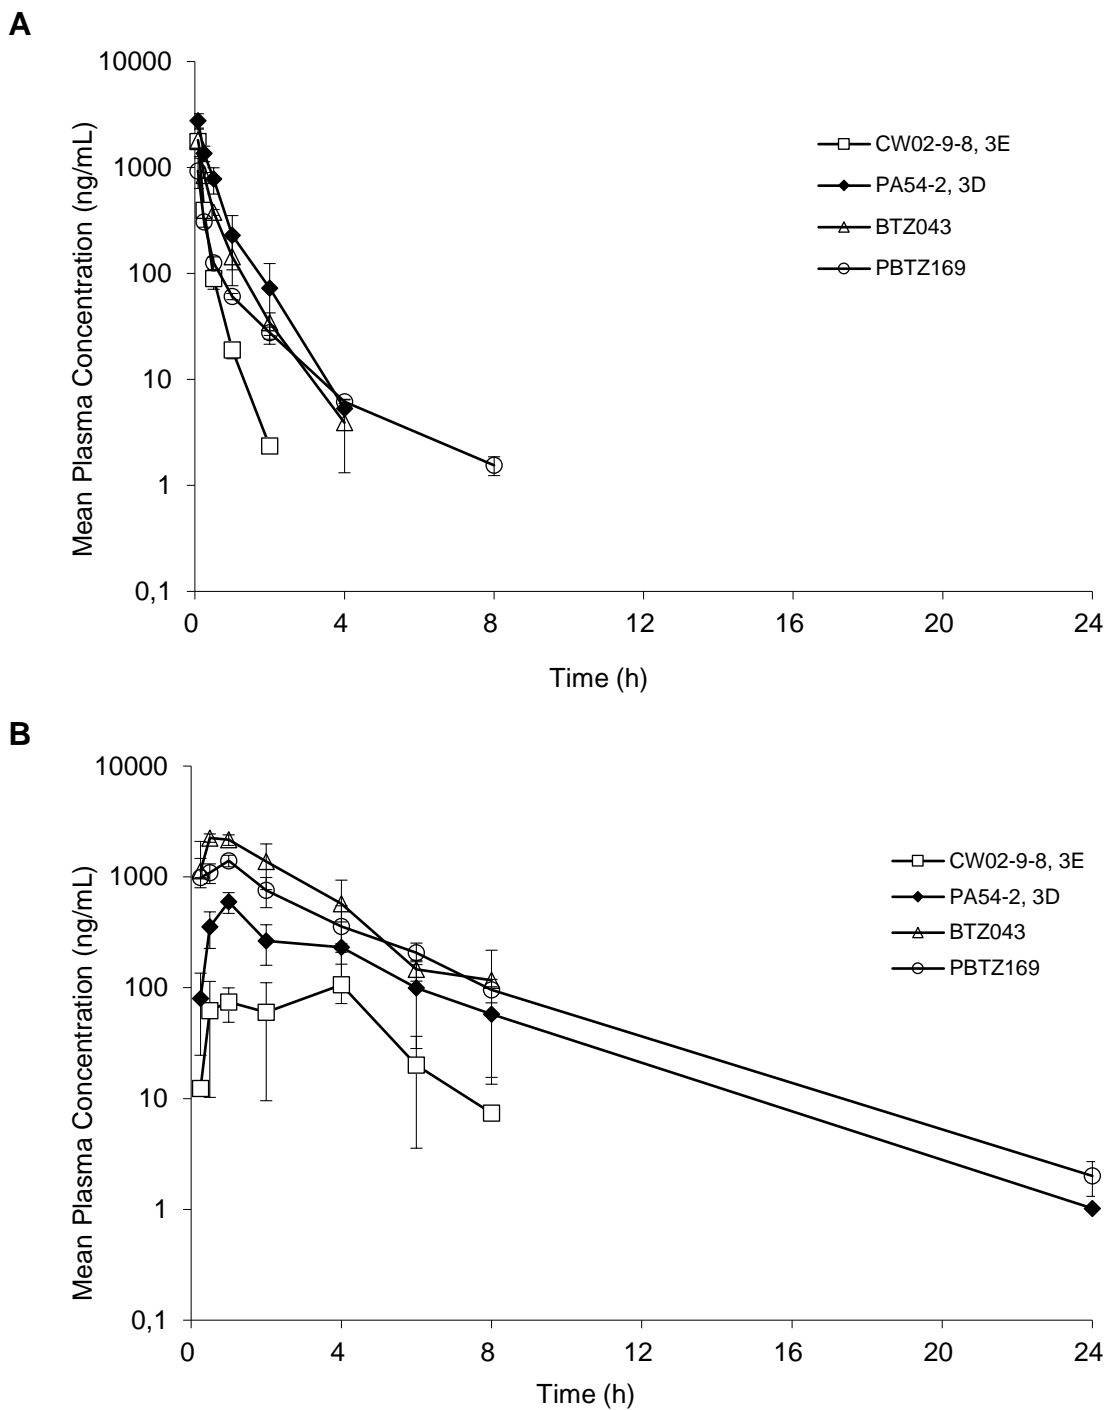 A
10000
1000
100
10
1
0,1
Mean Plasma Concentration (ng/mL)
CW02-9-8, 3E
PA54-2, 3D
BTZ043
PBTZ169
0 4 8 12 16 20 24
Time (h)
B
10000
1000
100
10
1
0,1
Mean Plasma Concentration (ng/mL)
CW02-9-8, 3E
PA54-2, 3D
BTZ043
PBTZ169
0 4 8 12 16 20 24
Time (h)